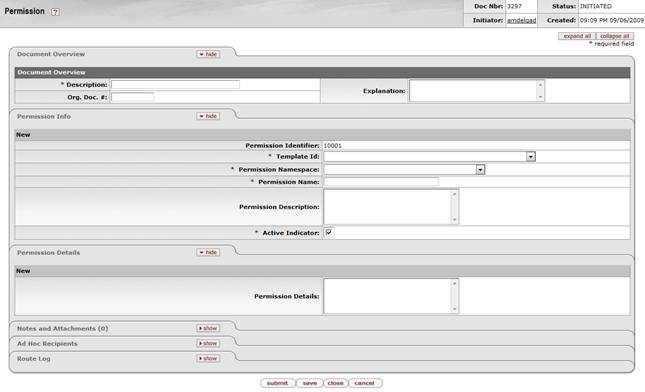 Permission ?
Doc Nbr: 3297 Status: INITIATED
Initiator: amdelgad Created: 09:09 PM 09/06/2009
expand all collapse all
* required field
Document Overview hide
Document Overview
* Description: Explanation:
Org. Doc. #:
Permission Info hide
New
Permission Identifier: 10001
* Template Id:
* Permission Namespace:
* Permission Name:
Permission Description:
* Active Indicator:
Permission Details hide
New
Permission Details:
Notes and Attachments (0) show
Ad Hoc Recipients show
Route Log show
submit save close cancel